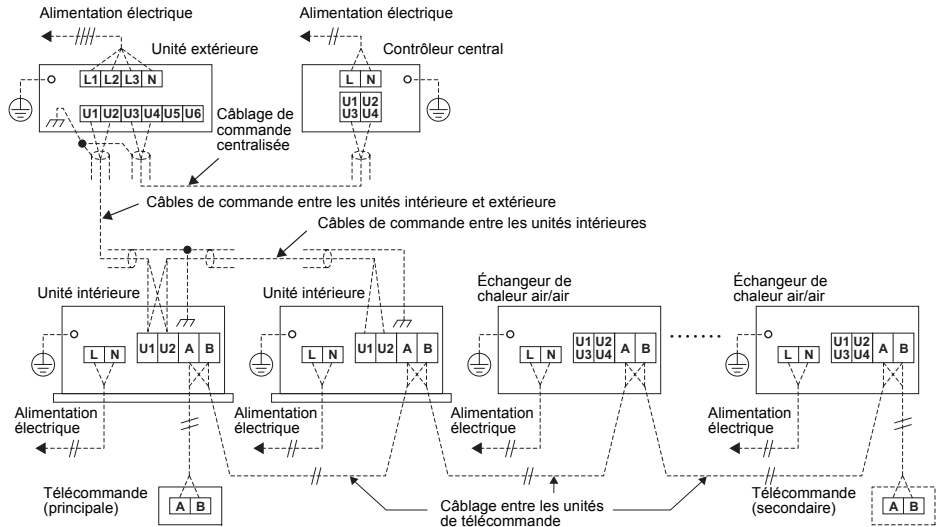 Alimentation électrique
Alimentation électrique
Unité extérieure
Contrôleur central
L1 L2 L3 N
L N
U1 U2 U3 U4 U5 U6
U1 U2
U3 U4
Câblage de
commande
centralisée
Câbles de commande entre les unités intérieure et extérieure
Câbles de commande entre les unités intérieures
Unité intérieure
Unité intérieure
Échangeur de
chaleur air/air
Échangeur de
chaleur air/air
L N
U1 U2 A B
L N
U1 U2 A B
L N
U1 U2
U3 U4
A B
L N
U1 U2
U3 U4
A B
Alimentation
électrique
Alimentation
électrique
Alimentation
électrique
Alimentation
électrique
Télécommande
(principale)
A B
Câblage entre les unités
de télécommande
Télécommande
(secondaire)
A B